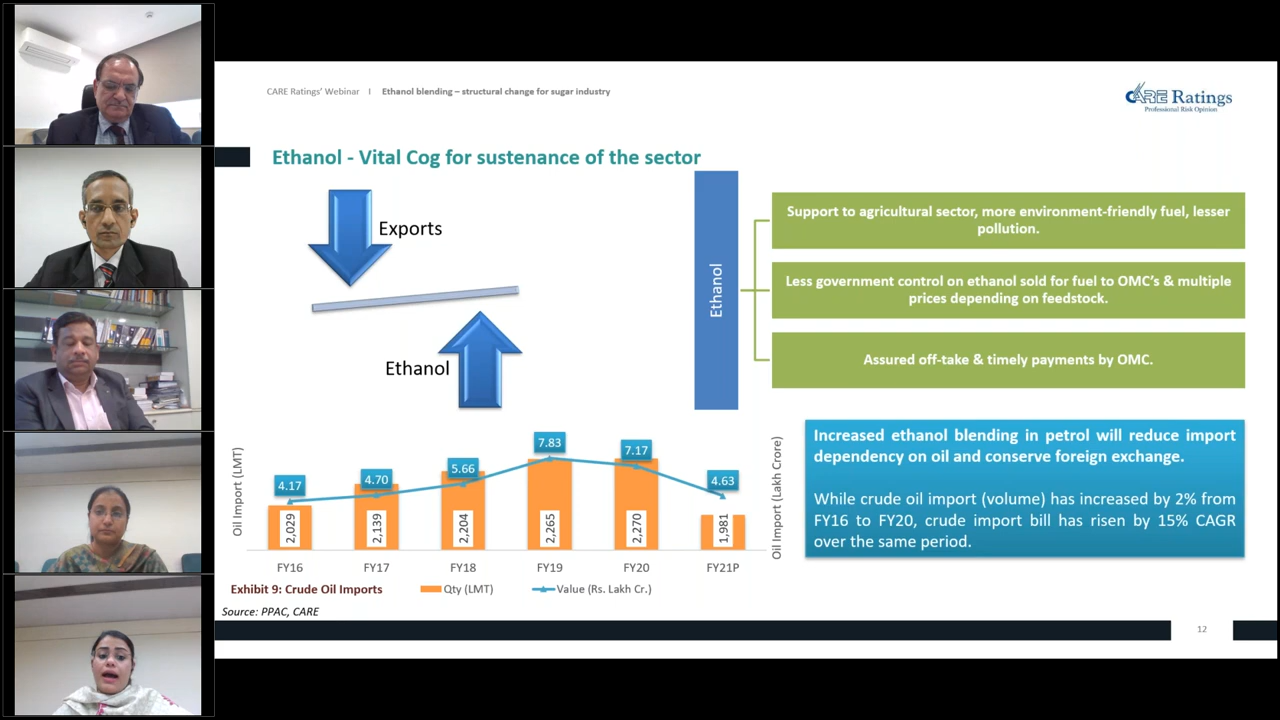 CARE Ratings' Webinar I Ethanol blending – structural change for sugar industry
CARE Ratings
Professional Risk Opinion
Ethanol - Vital Cog for sustenance of the sector
Exports
Ethanol
Ethanol
Support to agricultural sector, more environment-friendly fuel, lesser
pollution.
Less government control on ethanol sold for fuel to OMC's & multiple
prices depending on feedstock.
Assured off-take & timely payments by OMC.
Oil Import (LMT)
4.17
4.70
5.66
7.83
7.17
4.63
2,029
2,139
2,204
2,265
2,270
1,981
FY16
FY17
FY18
FY19
FY20
FY21P
Oil Import (Lakh Crore)
Exhibit 9: Crude Oil Imports
Qty (LMT)
Value (Rs. Lakh Cr.)
Source: PPAC, CARE
Increased ethanol blending in petrol will reduce import
dependency on oil and conserve foreign exchange.
While crude oil import (volume) has increased by 2% from
FY16 to FY20, crude import bill has risen by 15% CAGR
over the same period.
12